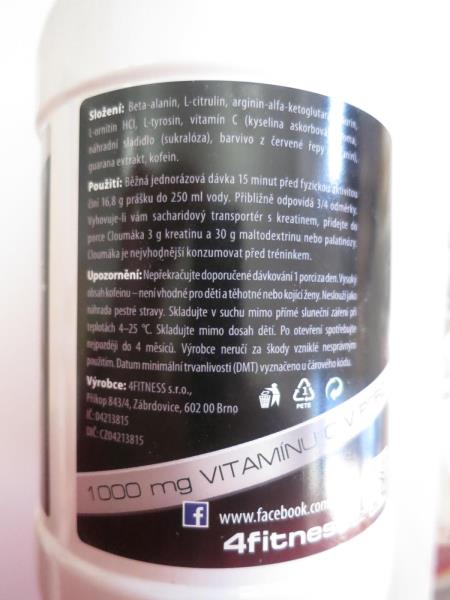 Složení: Beta-alanin, L-citrulin, arginin-alfa-ketoglutarát,
L-ornitin HCl, L-tyrosin, vitamín C (kyselina askorbová),
náhradní sladidlo (sukralóza), barvivo z červené řepy
guarana extrakt, kofein.
Použití: Běžná jednorázová dávka 15 minut před fyzickou aktivitou
činí 16,8 g prášku do 250 ml vody. Přibližně odpovídá 3/4 odměrky.
Vyhovuje-li vám sacharidový transportér s kreatinem, přidejte do
porce Cloumáka 3 g kreatinu a 30 g maltodextrinu nebo palatinózy.
Cloumáka je nejvhodnější konzumovat před tréninkem.
Upozornění: Nepřekračujte doporučené dávkování 1 porci za den. Vysoký
obsah kofeinu – není vhodné pro děti a těhotné nebo kojící ženy. Neslouží jako
náhrada pestré stravy. Skladujte v suchu mimo přímé sluneční záření při
teplotách 4–25 °C. Skladujte mimo dosah dětí. Po otevření spotřebujte
nejpozději do 4 měsíců. Výrobce neručí za škody vzniklé nesprávným
použitím. Datum minimální trvanlivosti (DMT) vyznačeno u čárového kódu.
Výrobce: 4FITNESS s.r.o.,
Příkop 843/4, Zábrdovice, 602 00 Brno
IČ: 04213815
DIČ: CZ04213815
1
PETE
1000 mg VITAMÍNU C V
www.facebook.com
4fitness